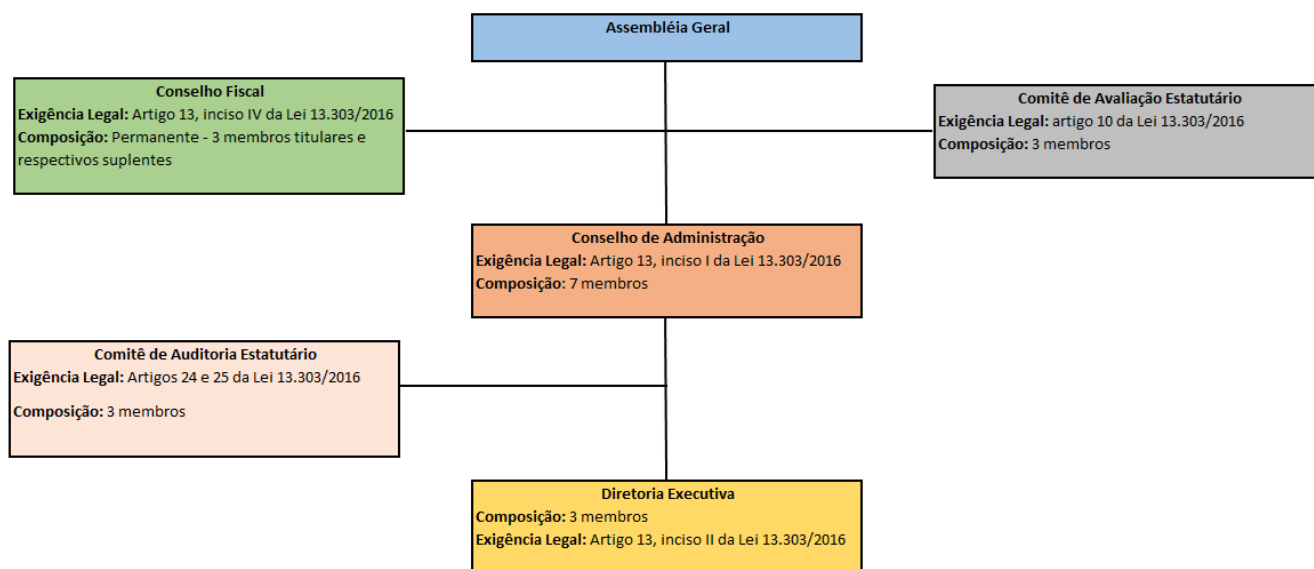 Assembléia Geral
Conselho Fiscal
Exigência Legal: Artigo 13, inciso IV da Lei 13.303/2016
Composição: Permanente - 3 membros titulares e
respectivos suplentes
Comitê de Avaliação Estatutário
Exigência Legal: artigo 10 da Lei 13.303/2016
Composição: 3 membros
Conselho de Administração
Exigência Legal: Artigo 13, inciso I da Lei 13.303/2016
Composição: 7 membros
Comitê de Auditoria Estatutário
Exigência Legal: Artigos 24 e 25 da Lei 13.303/2016
Composição: 3 membros
Diretoria Executiva
Composição: 3 membros
Exigência Legal: Artigo 13, inciso II da Lei 13.303/2016